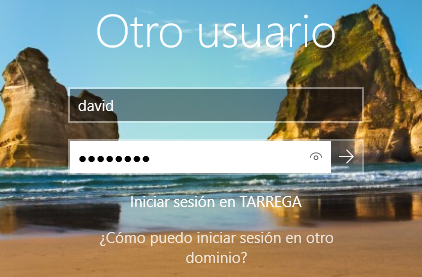 Otro usuario
david
●●●●●●●●
Iniciar sesión en TARREGA
¿Cómo puedo iniciar sesión en otro
dominio?